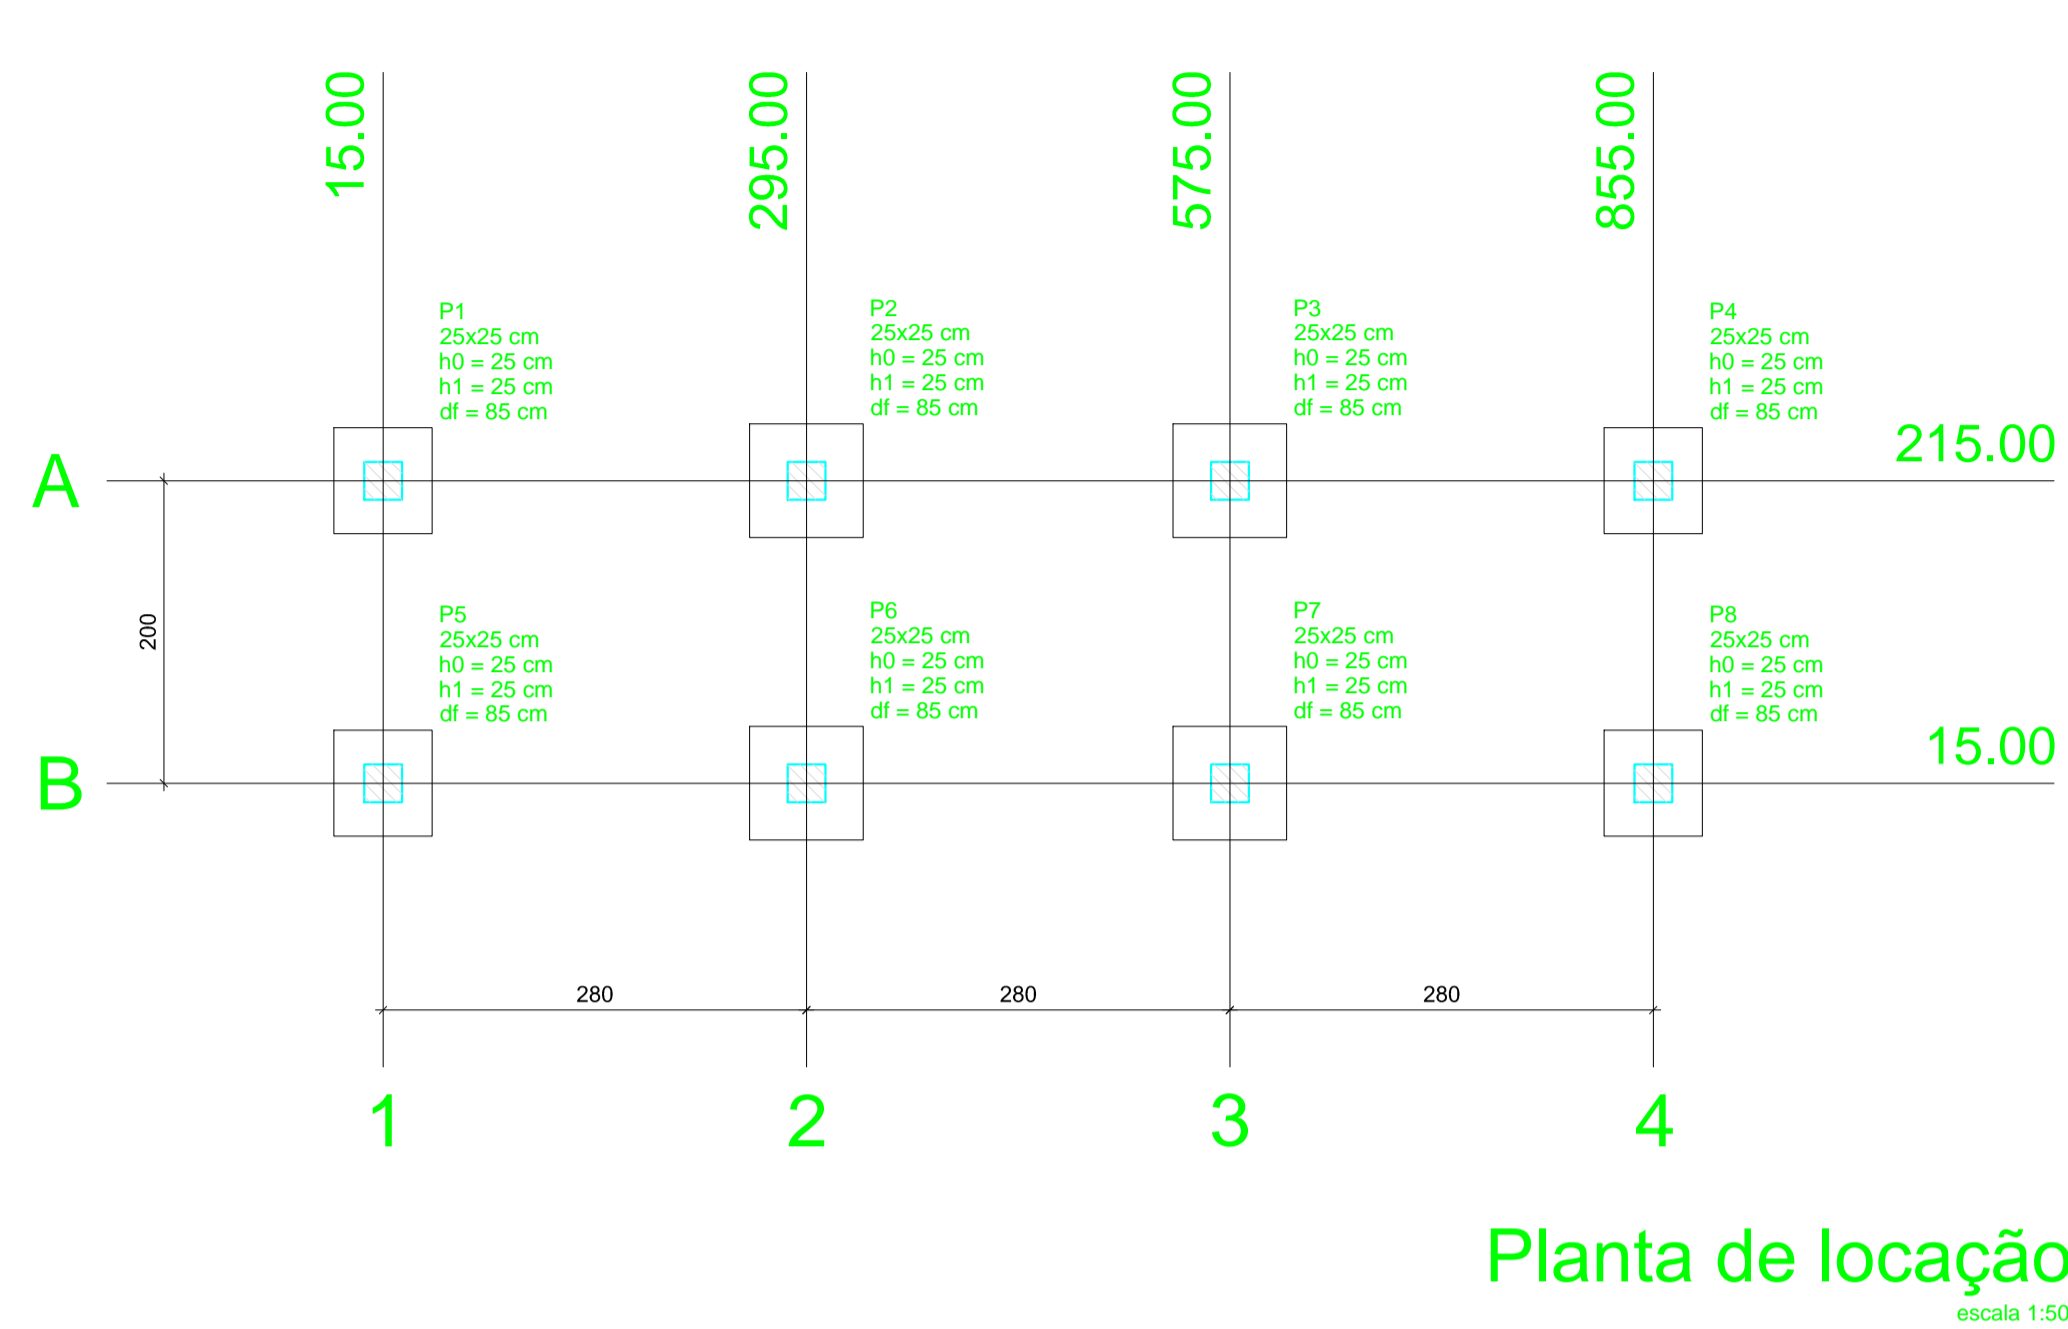 15.00
295.00
575.00
855.00
P1
25x25 cm
h0 = 25 cm
h1 = 25 cm
df = 85 cm
P2
25x25 cm
h0 = 25 cm
h1 = 25 cm
df = 85 cm
P3
25x25 cm
h0 = 25 cm
h1 = 25 cm
df = 85 cm
P4
25x25 cm
h0 = 25 cm
h1 = 25 cm
df = 85 cm
A
215.00
200
P5
25x25 cm
h0 = 25 cm
h1 = 25 cm
df = 85 cm
P6
25x25 cm
h0 = 25 cm
h1 = 25 cm
df = 85 cm
P7
25x25 cm
h0 = 25 cm
h1 = 25 cm
df = 85 cm
P8
25x25 cm
h0 = 25 cm
h1 = 25 cm
df = 85 cm
B
15.00
280
280
280
1
2
3
4
Planta de locação
escala 1:50